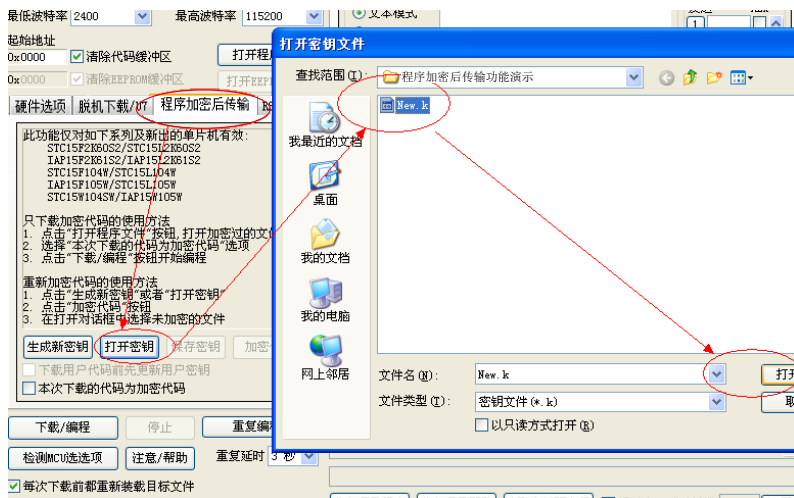 最低波特率 2400 最高波特率 115200
文本模式
起始地址
0x0000 清除代码缓冲区 打开程
0x0000 清除EEPROM缓冲区 打开EEP
硬件选项 脱机下载/U7 程序加密后传输
此功能仅对如下系列及新出的单片机有效:
STC15F2K60S2/STC15L2K60S2
IAP15F2K61S2/IAP15L2K61S2
STC15F104W/STC15L104W
IAP15F105W/STC15L105W
STC15W104SW/IAP15W105W
只下载加密代码的使用方法
1. 点击"打开程序文件"按钮,打开加密过的文
2. 选择"本次下载的代码为加密代码"选项
3. 点击"下载/编程"按钮开始编程
重新加密代码的使用方法
1. 点击"生成新密钥"或者"打开密钥"
2. 点击"加密代码"按钮
3. 在打开对话框中选择未加密的文件
生成新密钥 打开密钥 保存密钥 加密
下载用户代码前先更新用户密钥
本次下载的代码为加密代码
下载/编程 停止 重复编
检测MCU选选项 注意/帮助 重复延时 3 秒
每次下载前都重新装载目标文件
打开密钥文件
查找范围(I): 程序加密后传输功能演示
New.k
我最近的文档
桌面
我的文档
我的电脑
网上邻居
文件名(N): New.k 打开
文件类型(T): 密钥文件(*.k) 取
以只读方式打开(R)